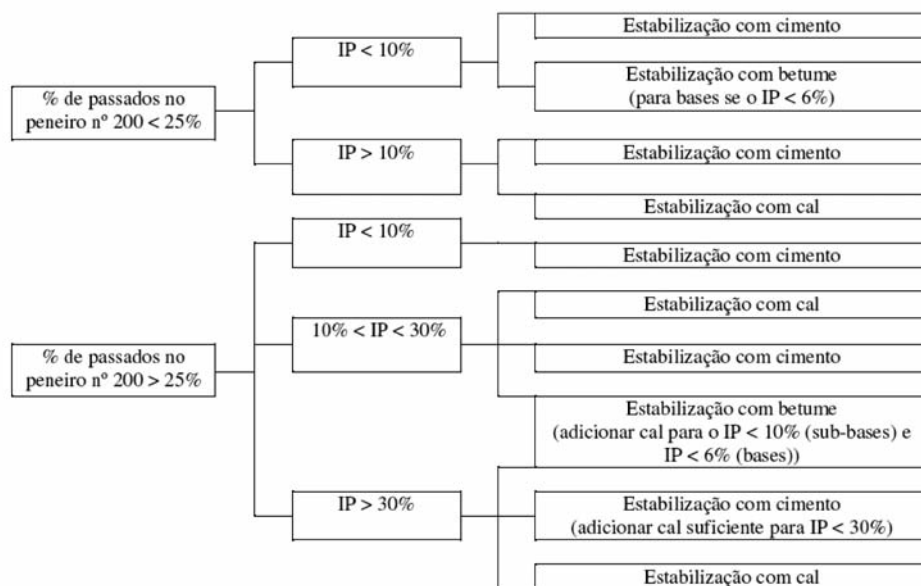 Estabilização com cimento
IP < 10%
Estabilização com betume
(para bases se o IP < 6%)
% de passados no
peneiro nº 200 < 25%
IP > 10%
Estabilização com cimento
Estabilização com cal
IP < 10%
Estabilização com cimento
Estabilização com cal
10% < IP < 30%
% de passados no
peneiro nº 200 > 25%
Estabilização com cimento
Estabilização com betume
(adicionar cal para o IP < 10% (sub-bases) e
IP < 6% (bases))
IP > 30%
Estabilização com cimento
(adicionar cal suficiente para IP < 30%)
Estabilização com cal